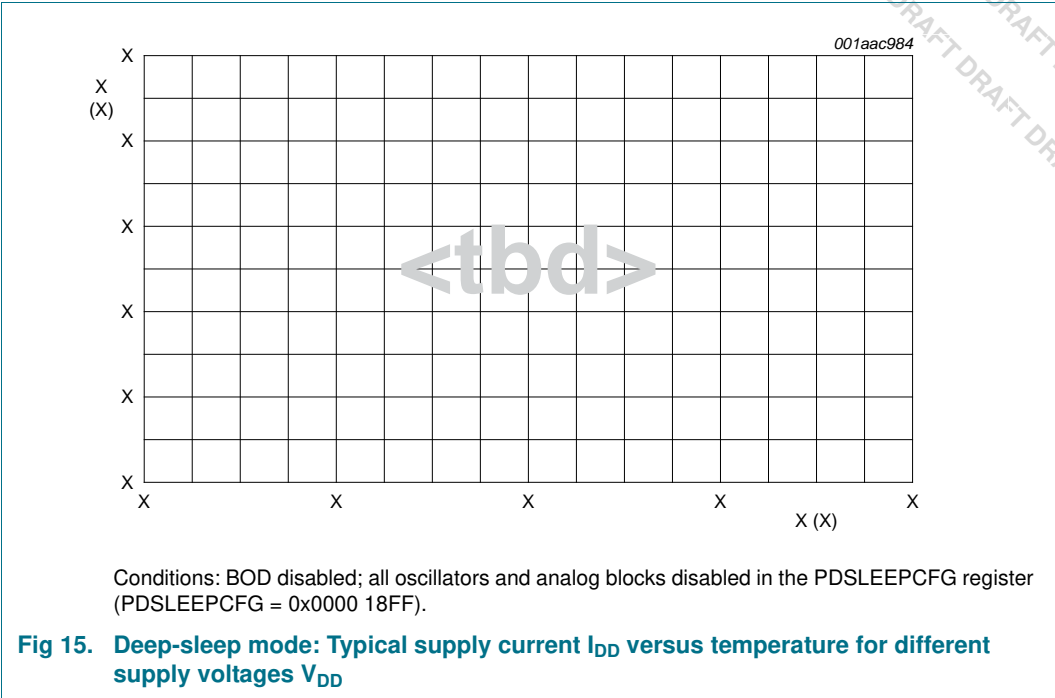 001aac984
X
X
(X)
X
X
X
X
X
<tbd>
X X X X X
X (X)
Conditions: BOD disabled; all oscillators and analog blocks disabled in the PDSLEEPCFG register
(PDSLEEPCFG = 0x0000 18FF).
Fig 15. Deep-sleep mode: Typical supply current IDD versus temperature for different
supply voltages VDD
DRAFT DRAFT
DRAFT